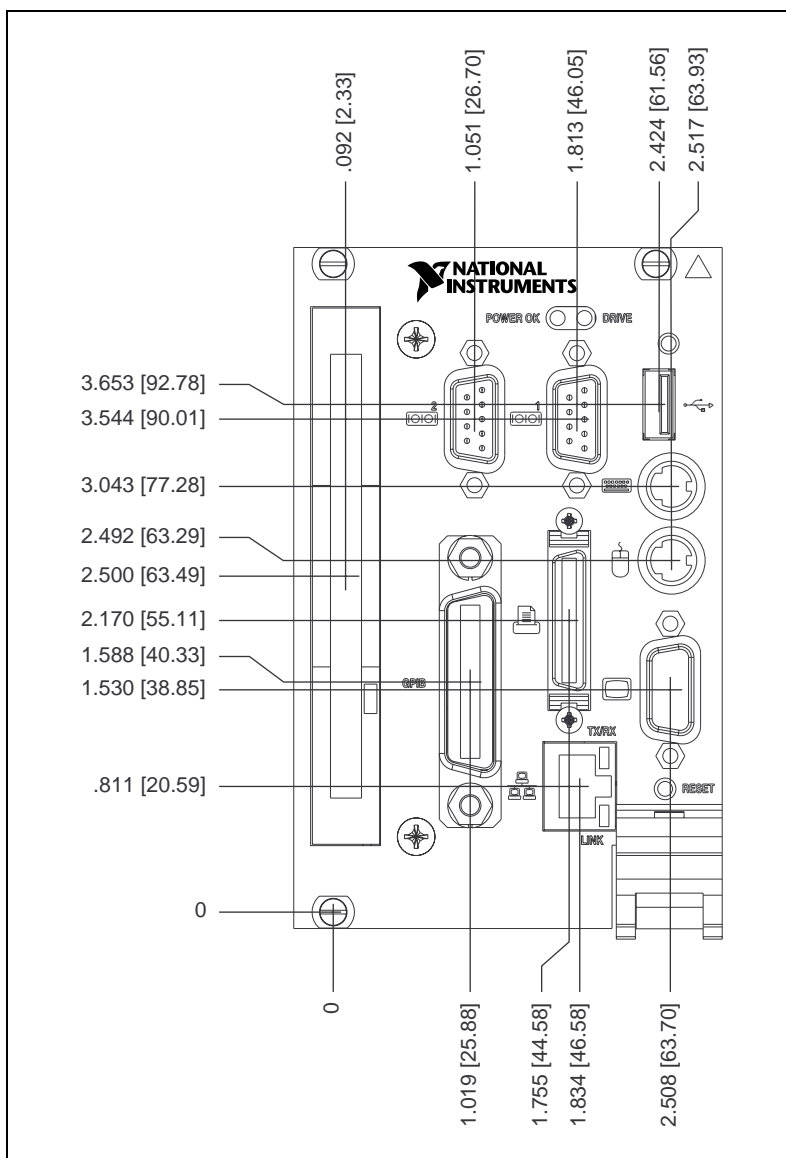 .092 [2.33]
1.051 [26.70]
1.813 [46.05]
2.424 [61.56]
2.517 [63.93]
NATIONAL
INSTRUMENTS
POWER OK
DRIVE
3.653 [92.78]
3.544 [90.01]
2
1
3.043 [77.28]
2.492 [63.29]
2.500 [63.49]
2.170 [55.11]
1.588 [40.33]
1.530 [38.85]
GPIB
TX/RX
.811 [20.59]
RESET
LINK
0
0
1.019 [25.88]
1.755 [44.58]
1.834 [46.58]
2.508 [63.70]